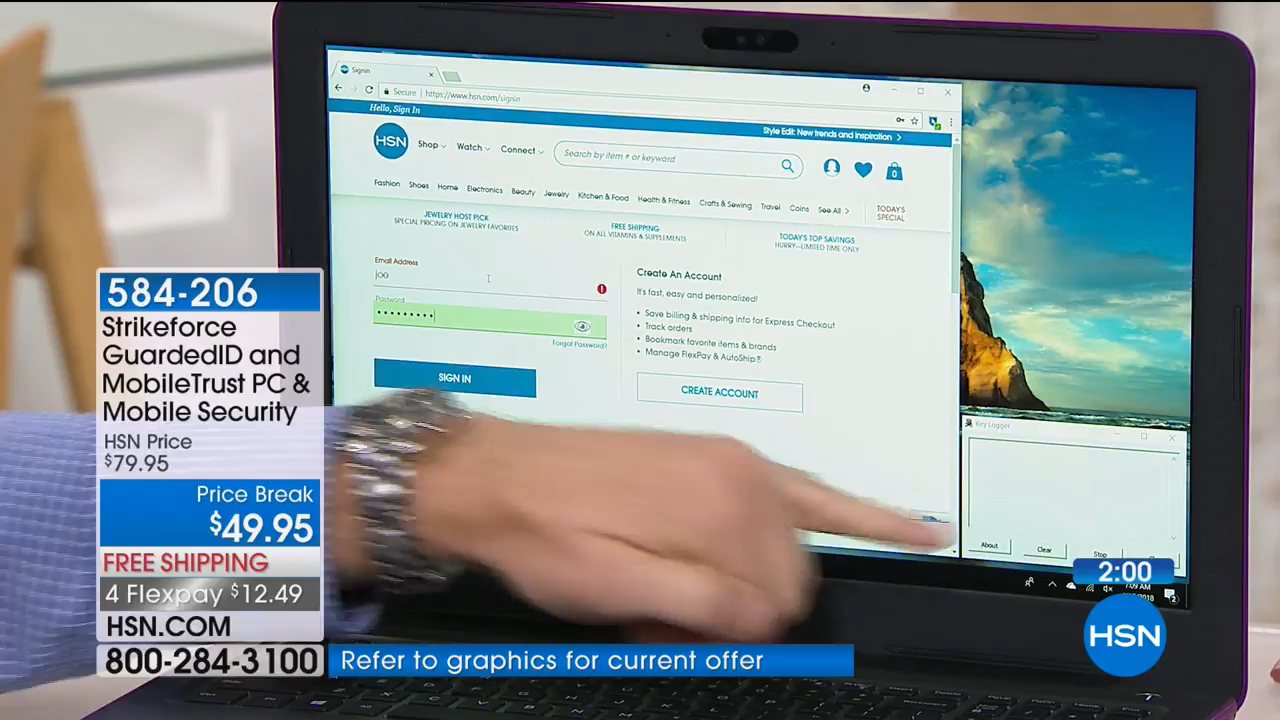 584-206
Strikeforce
GuardedID and
MobileTrust PC &
Mobile Security
HSN Price
$79.95
Price Break
$49.95
FREE SHIPPING
4 Flexpay $12.49
HSN.COM
800-284-3100
Refer to graphics for current offer
2:00
HSN
Signin
Secure
https://www.hsn.com/signin
Hello, Sign In
Style Edit: New trends and inspiration >
HSN
Shop
Watch
Connect
Search by item # or keyword
0
Fashion
Shoes
Home
Electronics
Beauty
Jewelry
Kitchen & Food
Health & Fitness
Crafts & Sewing
Travel
Coins
See All >
TODAY'S
SPECIAL
JEWELRY HOST PICK
SPECIAL PRICING ON JEWELRY FAVORITES
FREE SHIPPING
ON ALL VITAMINS & SUPPLEMENTS
TODAY'S TOP SAVINGS
HURRY—LIMITED TIME ONLY
Email Address
joe
Password
•••••••••
Forgot Password?
SIGN IN
Create An Account
It's fast, easy and personalized!
• Save billing & shipping info for Express Checkout
• Track orders
• Bookmark favorite items & brands
• Manage FlexPay & AutoShip®
CREATE ACCOUNT
Key Logger
About
Clear
Stop